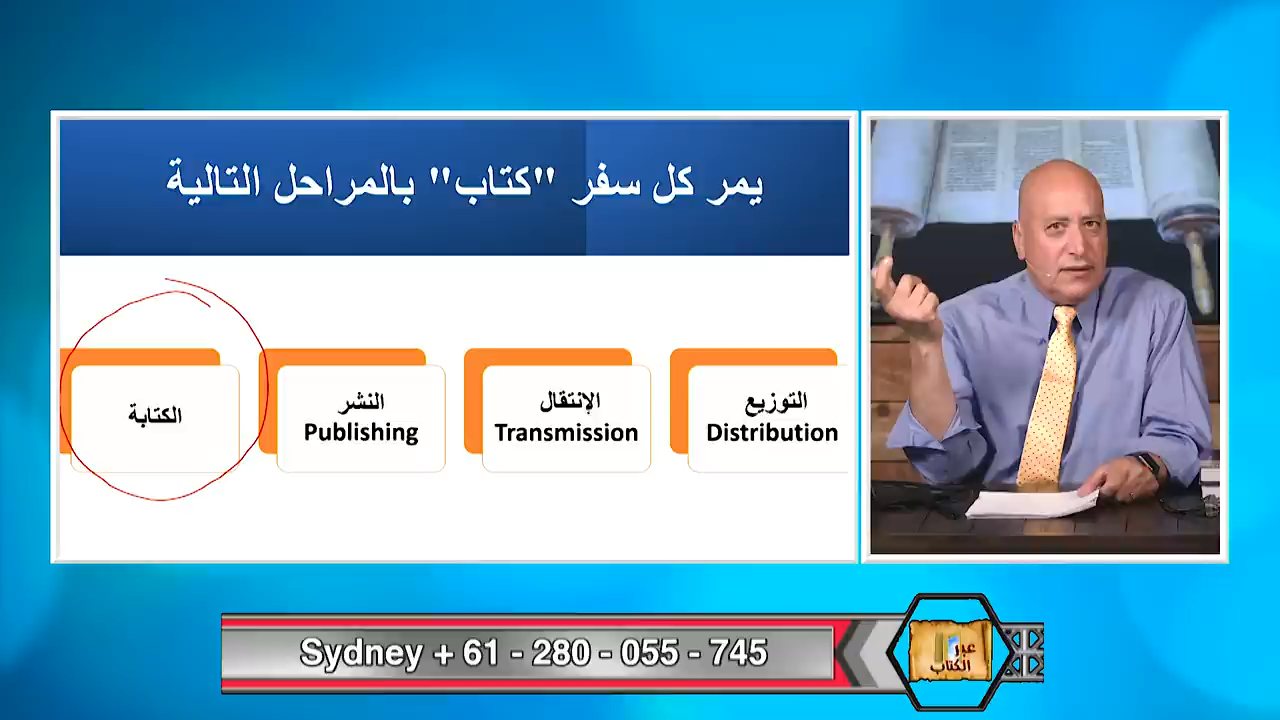 يمر كل سفر "كتاب" بالمراحل التالية
الكتابة
النشر
Publishing
الإنتقال
Transmission
التوزيع
Distribution
Sydney + 61 - 280 - 055 - 745
عبر
الكتاب